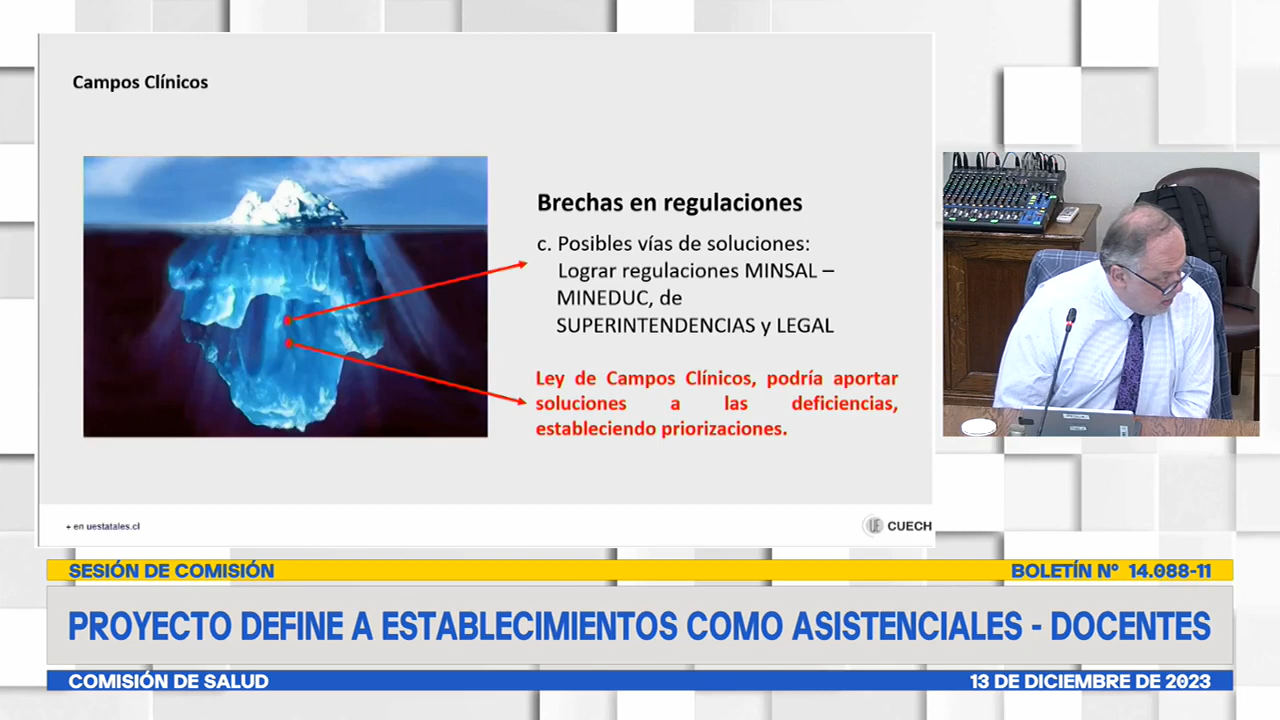 Campos Clínicos
Brechas en regulaciones
c. Posibles vías de soluciones:
Lograr regulaciones MINSAL –
MINEDUC, de
SUPERINTENDENCIAS y LEGAL
Ley de Campos Clínicos, podría aportar
soluciones a las deficiencias,
estableciendo priorizaciones.
+ en uestatales.cl
UE CUECH
SESIÓN DE COMISIÓN
BOLETÍN N° 14.088-11
PROYECTO DEFINE A ESTABLECIMIENTOS COMO ASISTENCIALES - DOCENTES
COMISIÓN DE SALUD
13 DE DICIEMBRE DE 2023